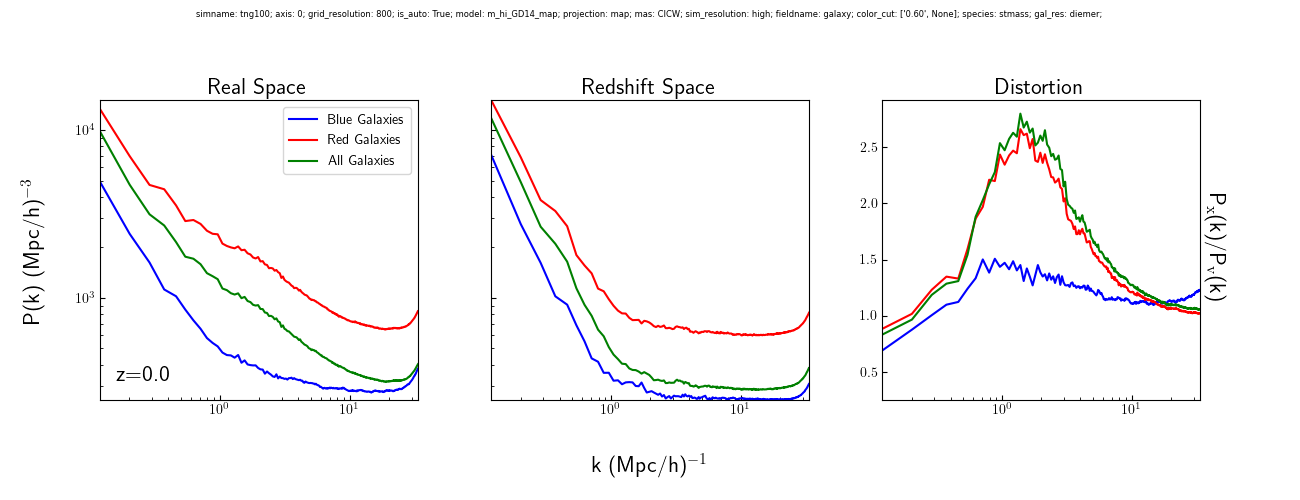 simname: tng100; axis: 0; grid_resolution: 800; is_auto: True; model: m_hi_GD14_map; projection: map; mas: CICW; sim_resolution: high; fieldname: galaxy; color_cut: ['0.60', None]; species: stmass; gal_res: diemer;
Real Space
Redshift Space
Distortion
Blue Galaxies
Red Galaxies
All Galaxies
10^4
10^3
P(k) (Mpc/h)^−3
z=0.0
10^0
10^1
10^0
10^1
2.5
2.0
1.5
1.0
0.5
10^0
10^1
P_x(k)/P_v(k)
k (Mpc/h)^−1